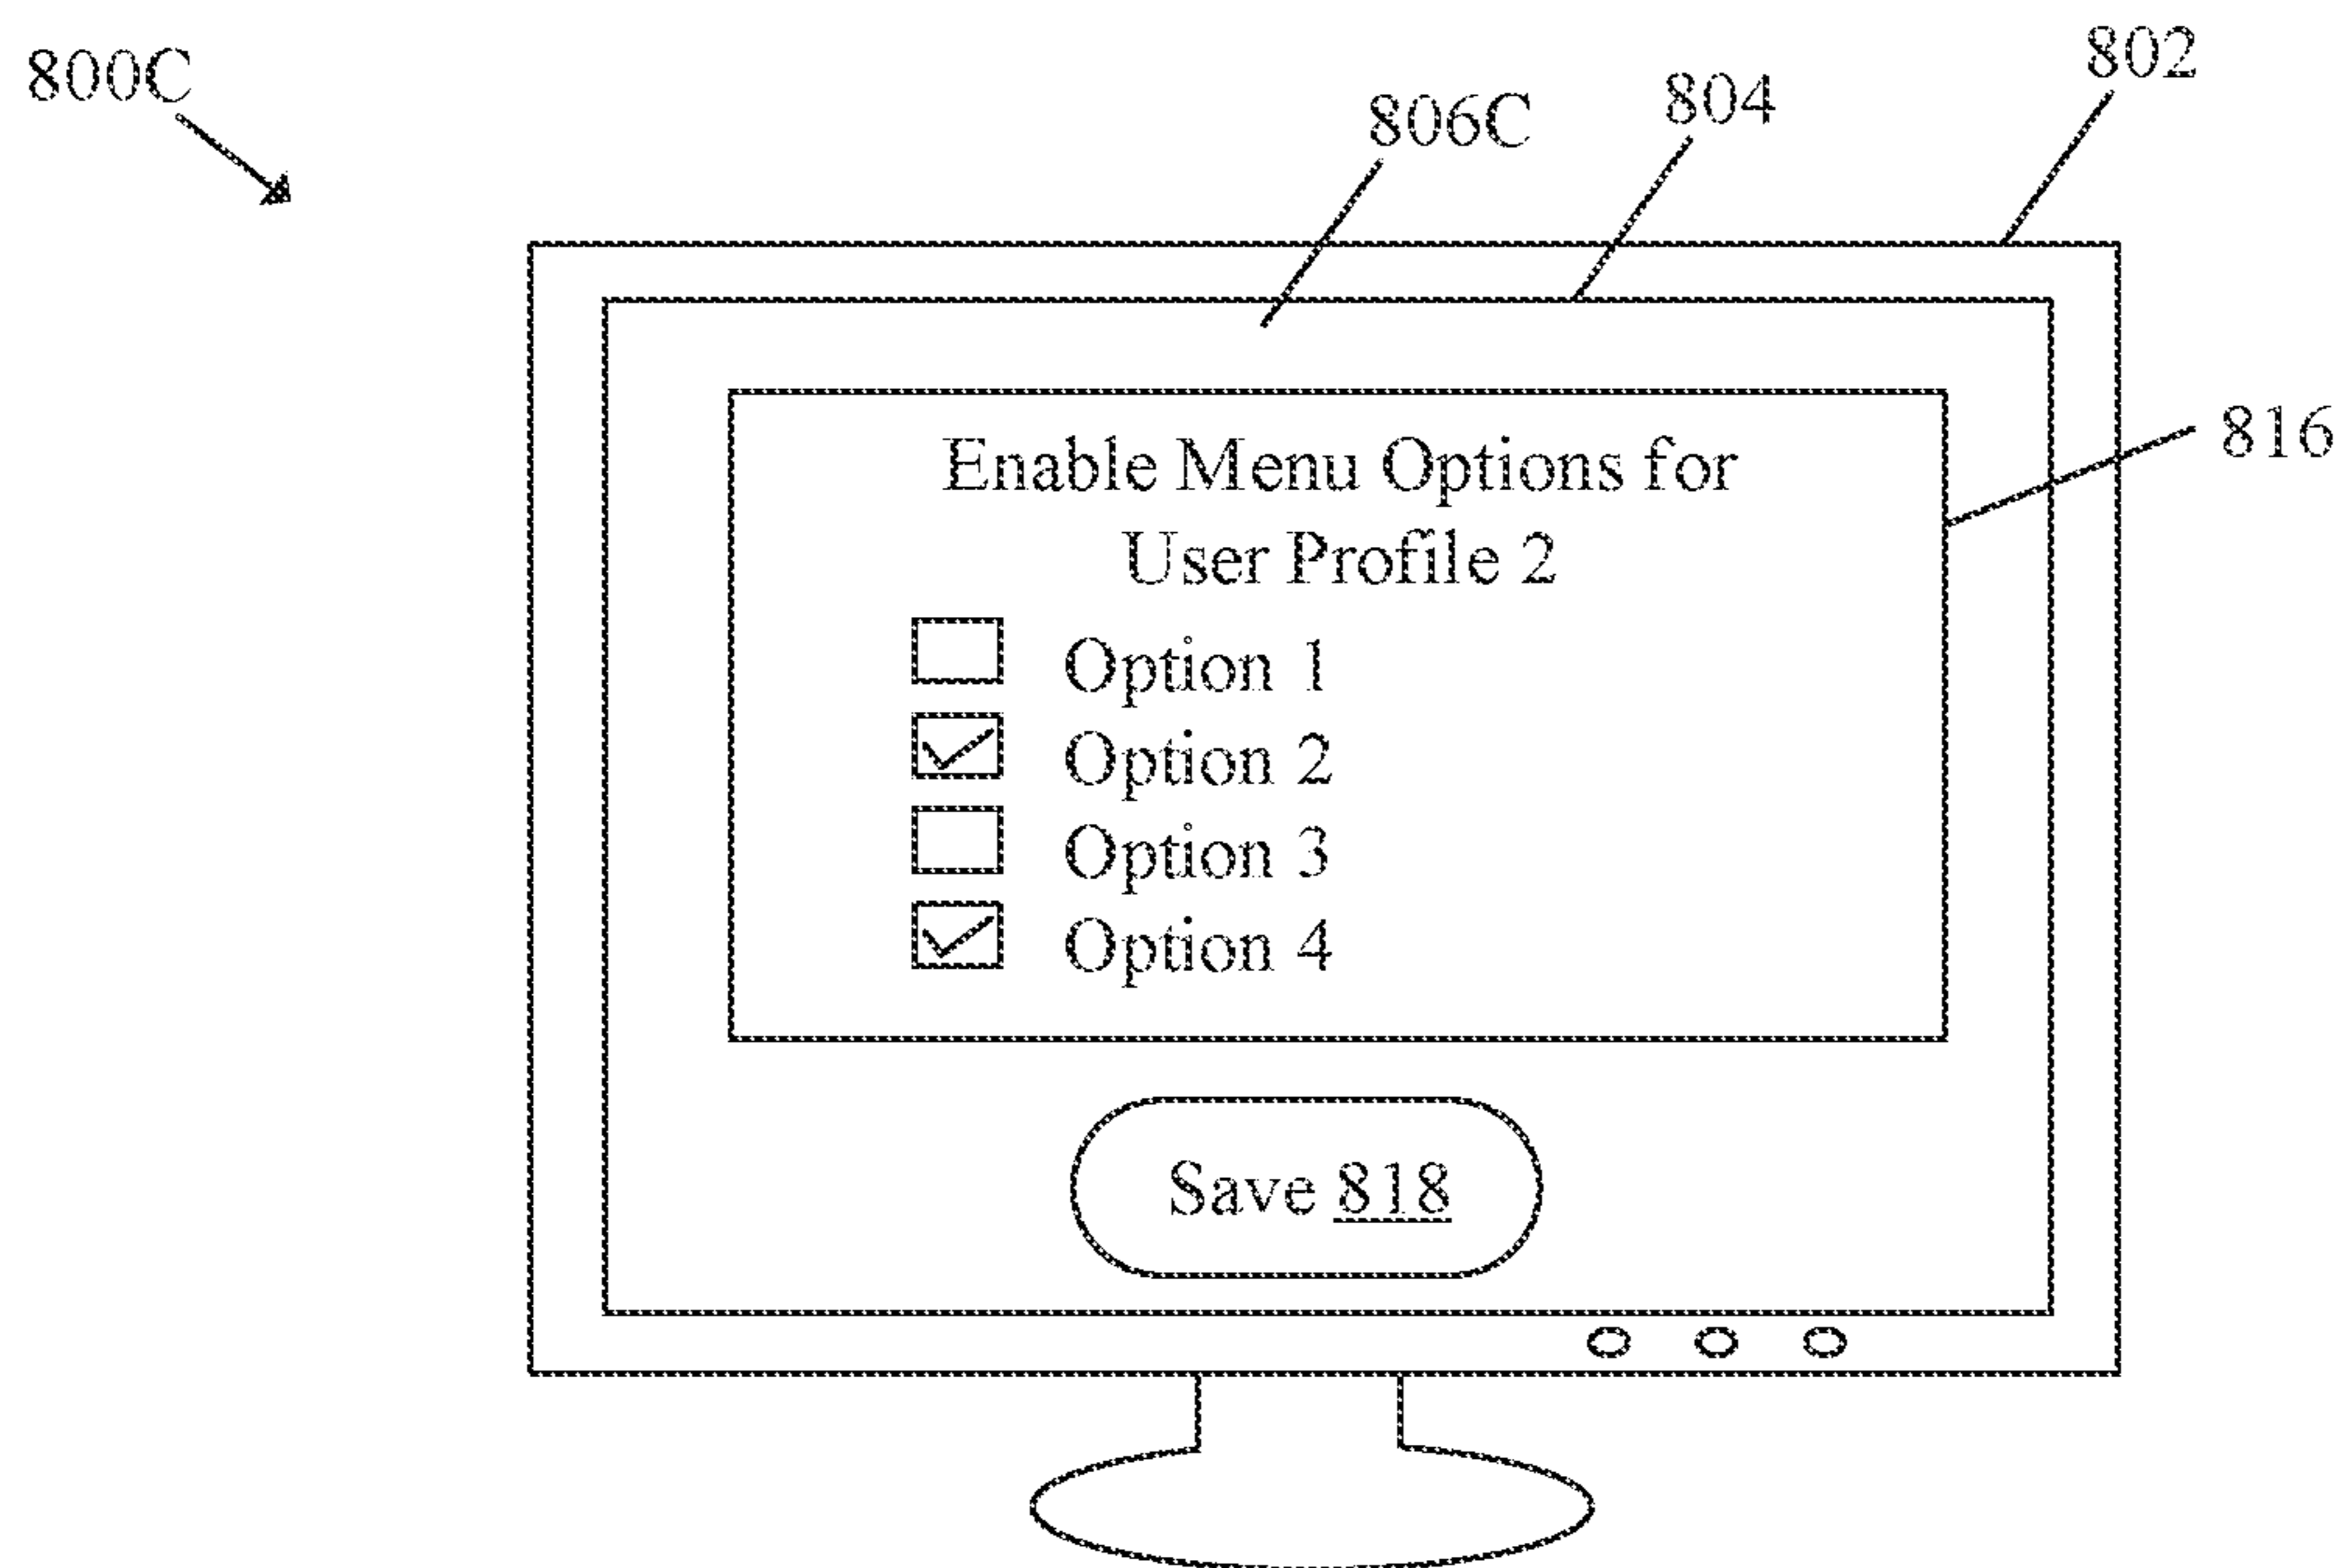 800C
802
806C
804
816
Enable Menu Options for
User Profile 2
Option 1
Option 2
Option 3
Option 4
Save 818